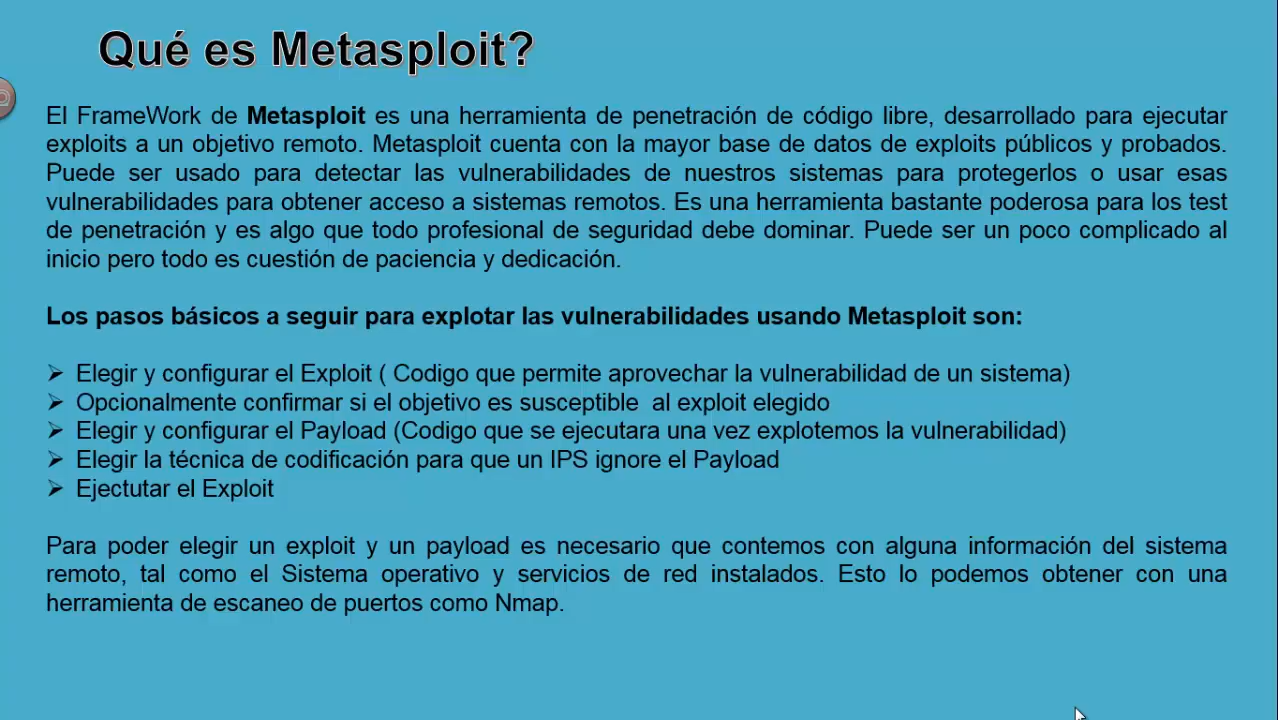 Qué es Metasploit?
El FrameWork de Metasploit es una herramienta de penetración de código libre, desarrollado para ejecutar
exploits a un objetivo remoto. Metasploit cuenta con la mayor base de datos de exploits públicos y probados.
Puede ser usado para detectar las vulnerabilidades de nuestros sistemas para protegerlos o usar esas
vulnerabilidades para obtener acceso a sistemas remotos. Es una herramienta bastante poderosa para los test
de penetración y es algo que todo profesional de seguridad debe dominar. Puede ser un poco complicado al
inicio pero todo es cuestión de paciencia y dedicación.
Los pasos básicos a seguir para explotar las vulnerabilidades usando Metasploit son:
➢ Elegir y configurar el Exploit ( Codigo que permite aprovechar la vulnerabilidad de un sistema)
➢ Opcionalmente confirmar si el objetivo es susceptible al exploit elegido
➢ Elegir y configurar el Payload (Codigo que se ejecutara una vez explotemos la vulnerabilidad)
➢ Elegir la técnica de codificación para que un IPS ignore el Payload
➢ Ejectutar el Exploit
Para poder elegir un exploit y un payload es necesario que contemos con alguna información del sistema
remoto, tal como el Sistema operativo y servicios de red instalados. Esto lo podemos obtener con una
herramienta de escaneo de puertos como Nmap.